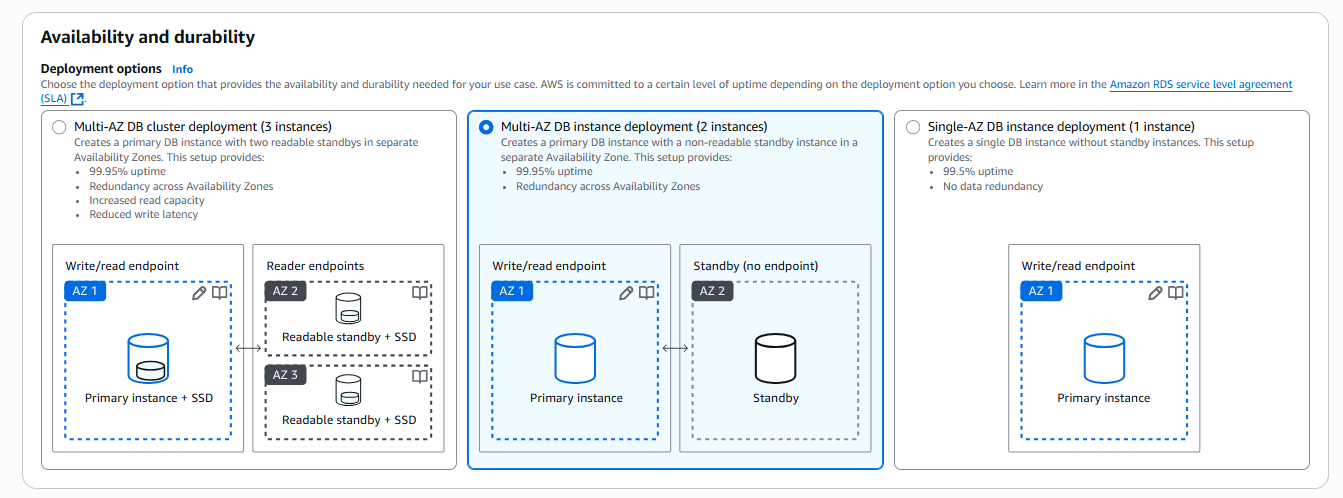 Availability and durability
Deployment options Info
Choose the deployment option that provides the availability and durability needed for your use case. AWS is committed to a certain level of uptime depending on the deployment option you choose. Learn more in the Amazon RDS service level agreement
(SLA).
Multi-AZ DB cluster deployment (3 instances)
Creates a primary DB instance with two readable standbys in separate
Availability Zones. This setup provides:
• 99.95% uptime
• Redundancy across Availability Zones
• Increased read capacity
• Reduced write latency
Write/read endpoint
AZ 1
Primary instance + SSD
Reader endpoints
AZ 2
Readable standby + SSD
AZ 3
Readable standby + SSD
Multi-AZ DB instance deployment (2 instances)
Creates a primary DB instance with a non-readable standby instance in a
separate Availability Zone. This setup provides:
• 99.95% uptime
• Redundancy across Availability Zones
Write/read endpoint
AZ 1
Primary instance
Standby (no endpoint)
AZ 2
Standby
Single-AZ DB instance deployment (1 instance)
Creates a single DB instance without standby instances. This setup
provides:
• 99.5% uptime
• No data redundancy
Write/read endpoint
AZ 1
Primary instance